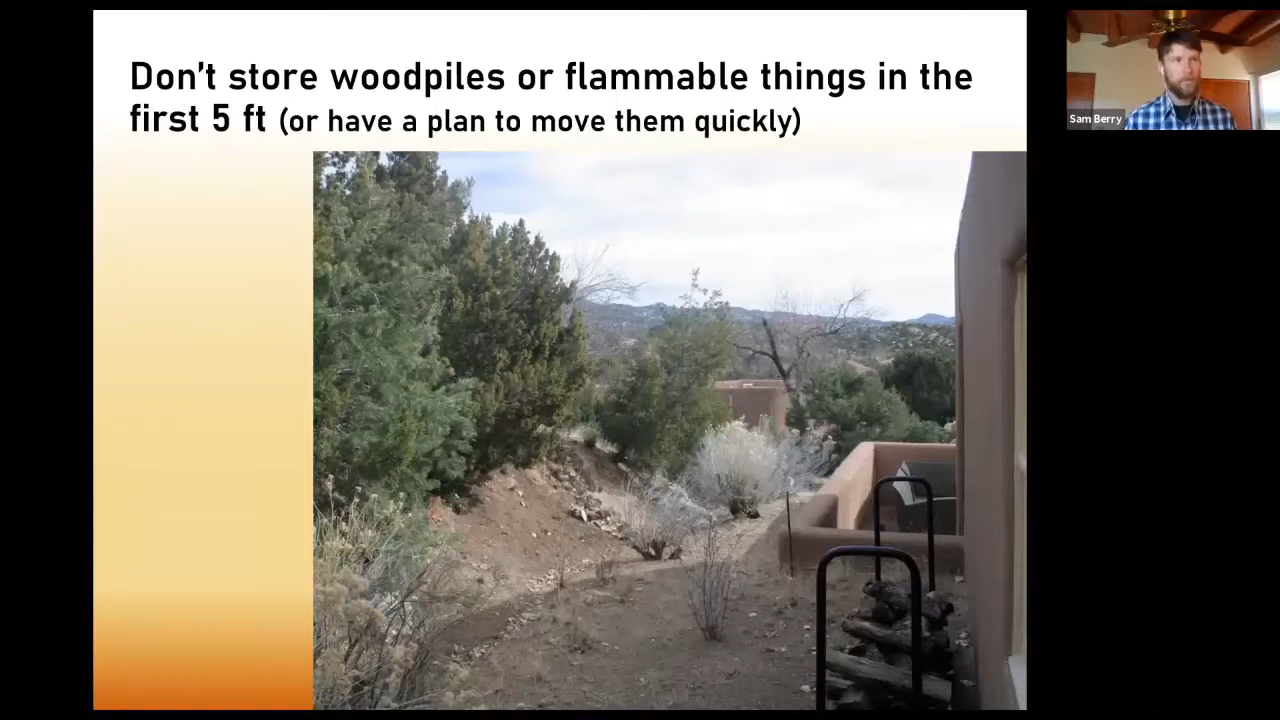 Don't store woodpiles or flammable things in the
first 5 ft (or have a plan to move them quickly)
Sam Berry